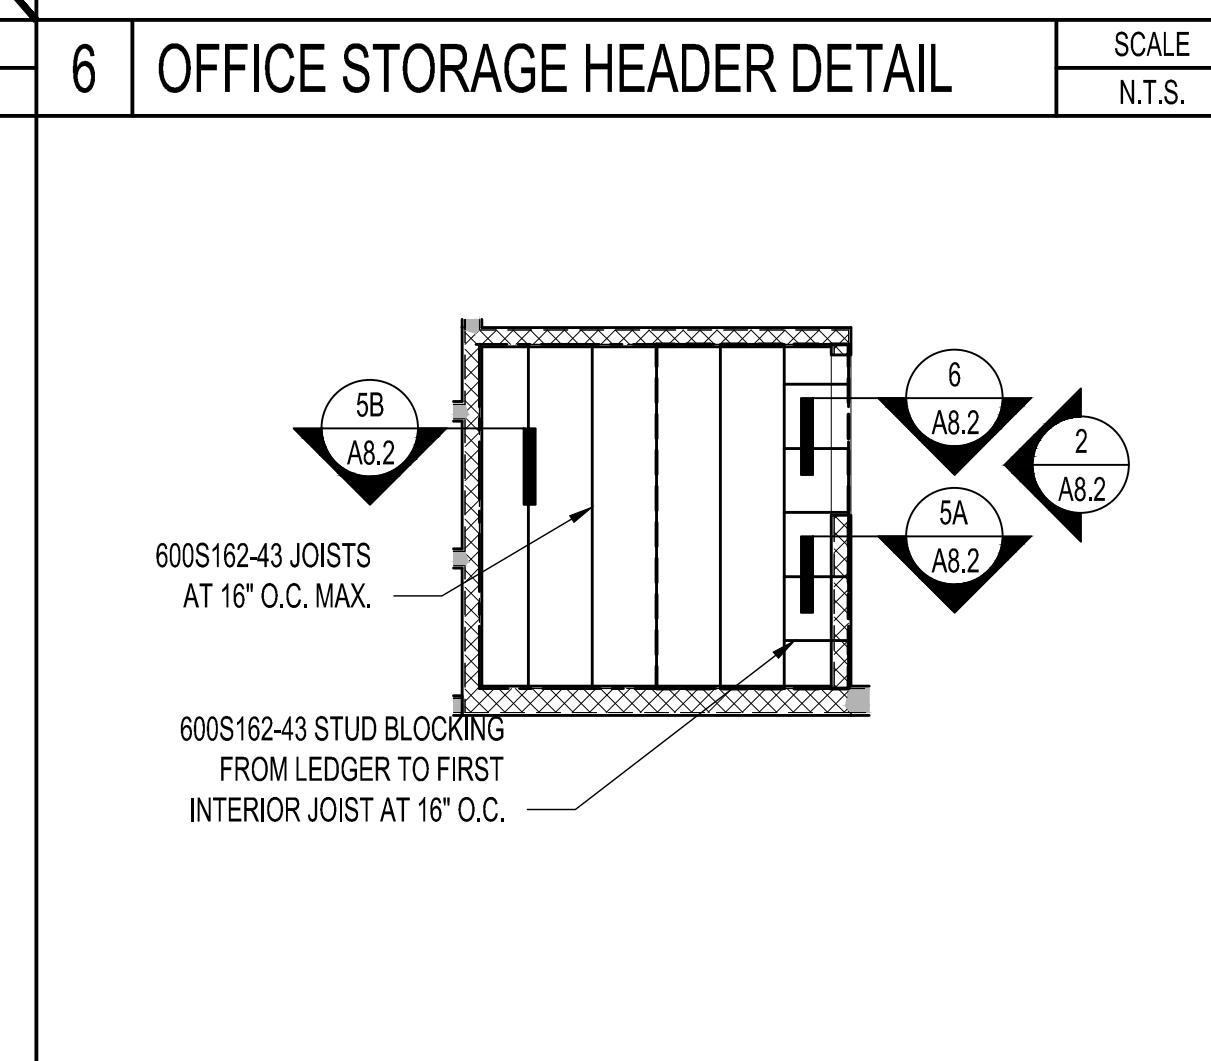 6
OFFICE STORAGE HEADER DETAIL
SCALE
N.T.S.
5B
A8.2
6
A8.2
2
A8.2
5A
A8.2
600S162-43 JOISTS
AT 16" O.C. MAX.
600S162-43 STUD BLOCKING
FROM LEDGER TO FIRST
INTERIOR JOIST AT 16" O.C.